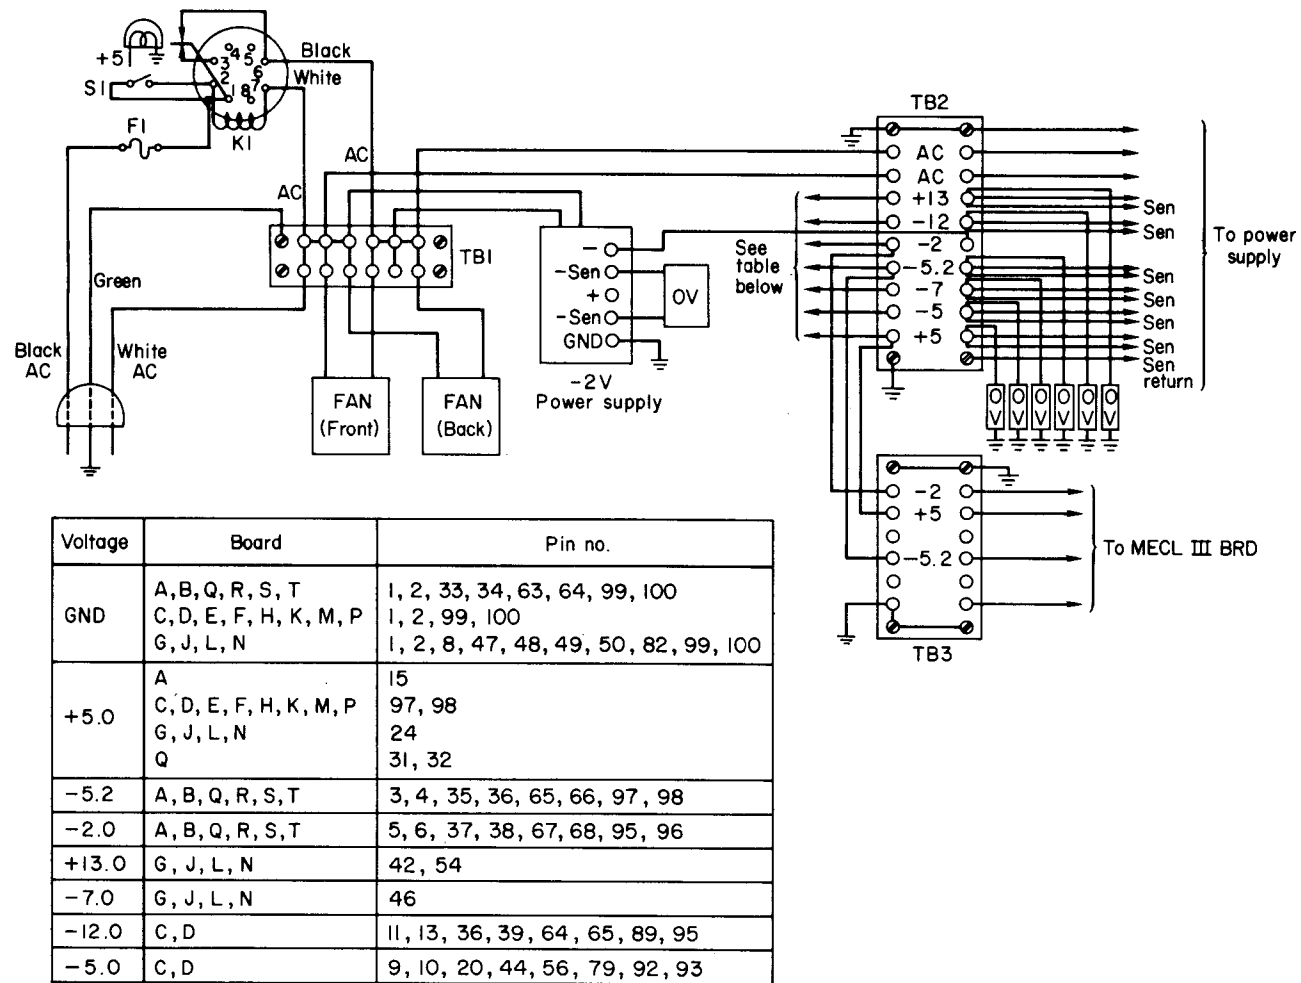 +5
S1
F1
K1
3 4 5
2 6
1 8 7
Black
White
AC
AC
TB1
Green
Black
AC
White
AC
FAN
(Front)
FAN
(Back)
−
−Sen
+
−Sen
GND
OV
−2V
Power supply
See
table
below
TB2
AC
AC
+13
−12
−2
−5.2
−7
−5
+5
Sen
Sen
Sen
Sen
Sen
Sen
Sen
return
To power
supply
OV OV OV OV OV OV
−2
+5
−5.2
TB3
To MECL III BRD
Voltage Board Pin no.
GND
A, B, Q, R, S, T 1, 2, 33, 34, 63, 64, 99, 100
C, D, E, F, H, K, M, P 1, 2, 99, 100
G, J, L, N 1, 2, 8, 47, 48, 49, 50, 82, 99, 100
+5.0
A 15
C, D, E, F, H, K, M, P 97, 98
G, J, L, N 24
Q 31, 32
−5.2 A, B, Q, R, S, T 3, 4, 35, 36, 65, 66, 97, 98
−2.0 A, B, Q, R, S, T 5, 6, 37, 38, 67, 68, 95, 96
+13.0 G, J, L, N 42, 54
−7.0 G, J, L, N 46
−12.0 C, D 11, 13, 36, 39, 64, 65, 89, 95
−5.0 C, D 9, 10, 20, 44, 56, 79, 92, 93